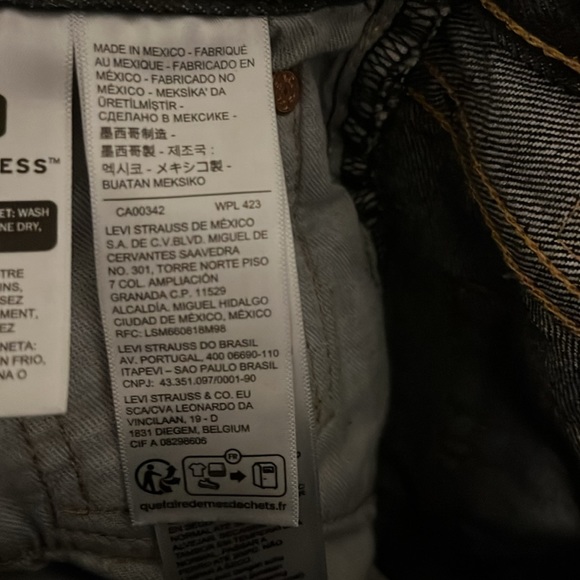 ESS™
ET: WASH
NE DRY,
TRE
NS,
SEZ
MENT,
EZ
NETA:
N FRIO,
NA O
MADE IN MEXICO - FABRIQUÉ
AU MEXIQUE - FABRICADO EN
MÉXICO - FABRICADO NO
MÉXICO - MEKSİKA' DA
ÜRETİLMİŞTİR -
СДЕЛАНО В МЕКСИКЕ -
墨西哥制造 -
墨西哥製 - 제조국 :
멕시코 - メキシコ製 -
BUATAN MEKSIKO
CA00342 WPL 423
LEVI STRAUSS DE MÉXICO
S.A. DE C.V.BLVD. MIGUEL DE
CERVANTES SAAVEDRA
NO. 301, TORRE NORTE PISO
7 COL. AMPLIACIÓN
GRANADA C.P. 11529
ALCALDÍA. MIGUEL HIDALGO
CIUDAD DE MÉXICO, MÉXICO
RFC: LSM660818M98
LEVI STRAUSS DO BRASIL
AV. PORTUGAL, 400 06690-110
ITAPEVI – SAO PAULO BRASIL
CNPJ: 43.351.097/0001-90
LEVI STRAUSS & CO. EU
SCA/CVA LEONARDO DA
VINCILAAN, 19 - D
1831 DIEGEM, BELGIUM
CIF A 08298606
FR
quefairedemesdechets.fr